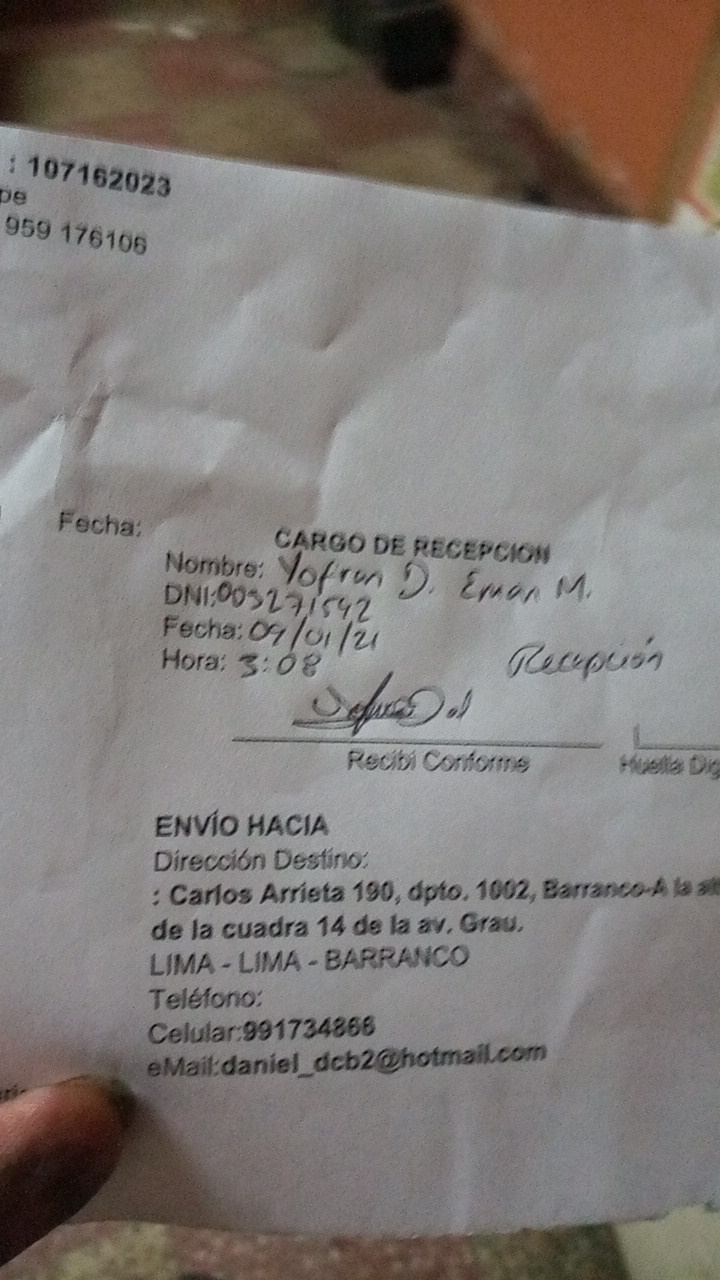 : 107162023
pe
959 176106
Fecha:
CARGO DE RECEPCION
Nombre: Yofran D. Eman M.
DNI:003271542
Fecha: 09/01/21
Hora: 3:08
Recepción
Recibi Conforme
Huella Dig
ENVÍO HACIA
Dirección Destino:
: Carlos Arrieta 190, dpto. 1002, Barranco-A la alt
de la cuadra 14 de la av. Grau.
LIMA - LIMA - BARRANCO
Teléfono:
Celular:991734866
eMail:daniel_dcb2@hotmail.com